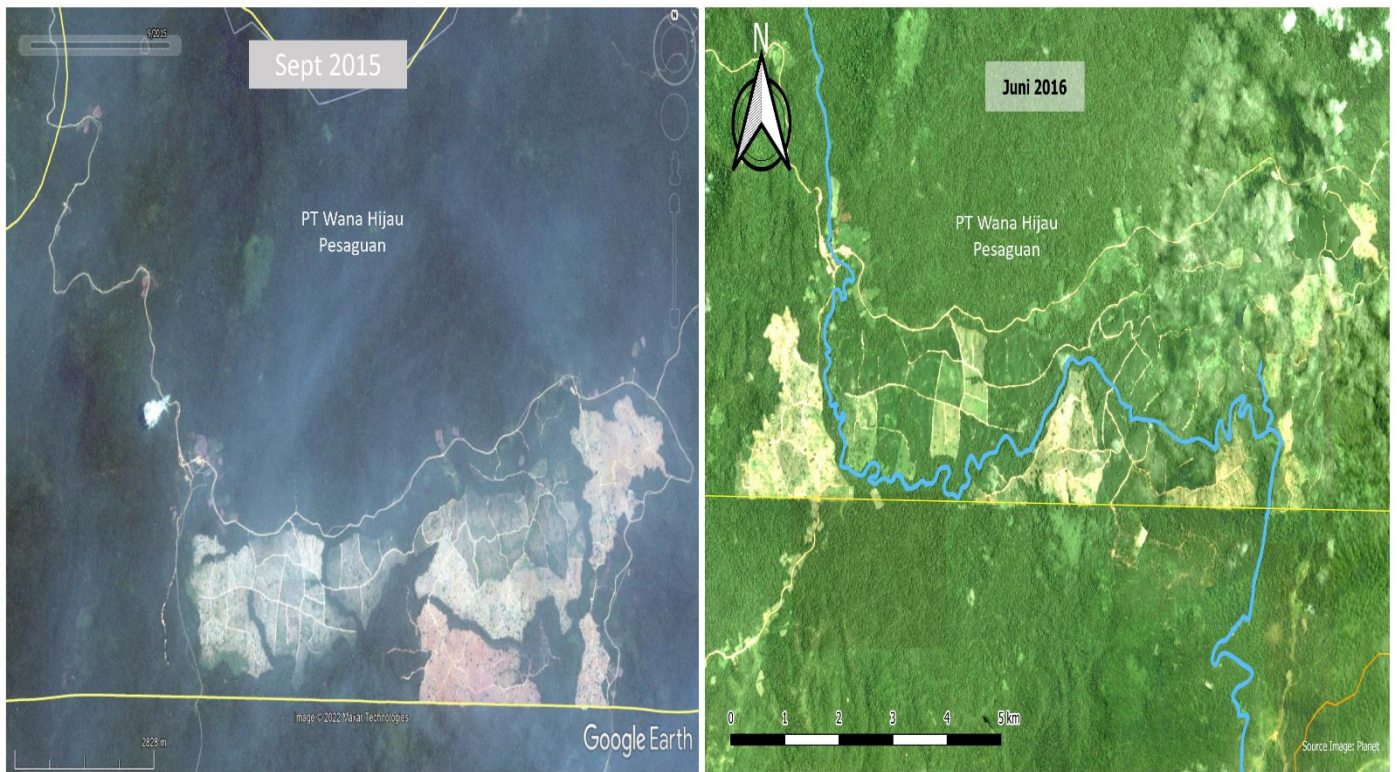 9/2015
N
Sept 2015
PT Wana Hijau
Pesaguan
Image © 2022 Maxar Technologies
Google Earth
2828 m
N
Juni 2016
PT Wana Hijau
Pesaguan
0 1 2 3 4 5 km
Source Image: Planet